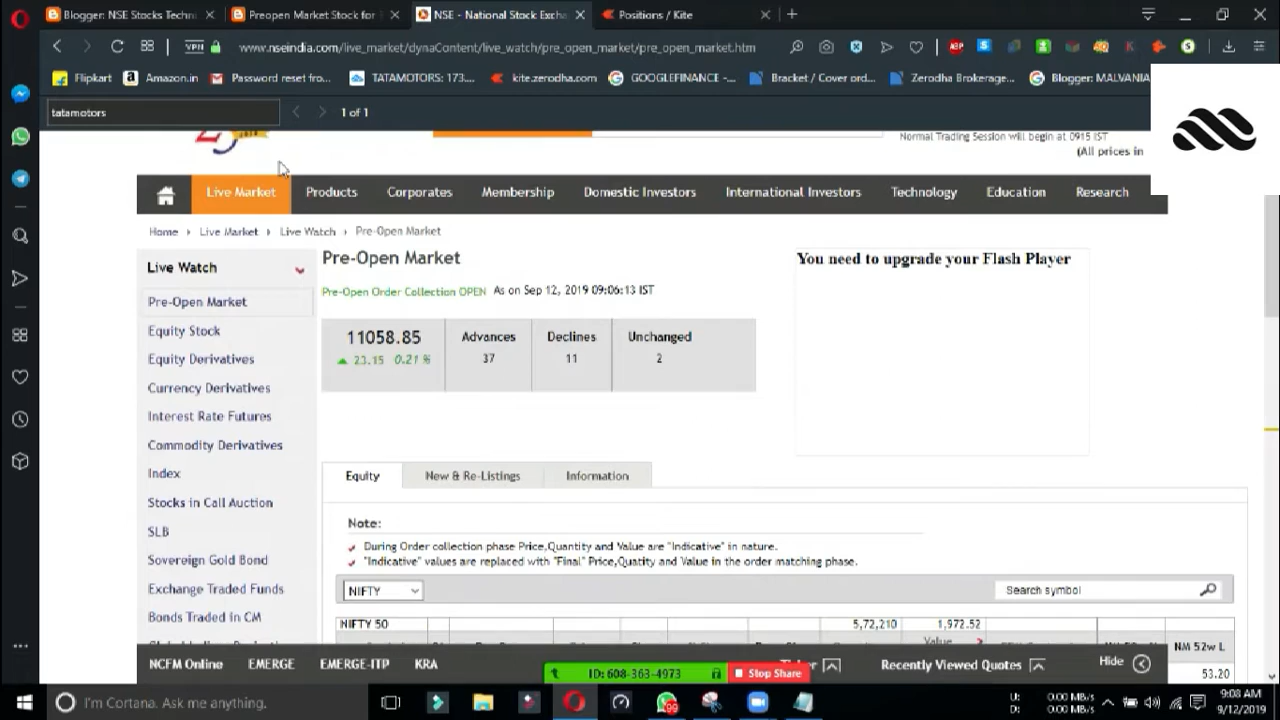 Blogger: NSE Stocks Techni
Preopen Market Stock for
NSE - National Stock Excha
Positions / Kite
VPN
www.nseindia.com/live_market/dynaContent/live_watch/pre_open_market/pre_open_market.htm
ABP
Flipkart
Amazon.in
Password reset fro...
TATAMOTORS: 173....
kite.zerodha.com
GOOGLEFINANCE -...
Bracket / Cover ord...
Zerodha Brokerage...
Blogger: MALVANIA
tatamotors
1 of 1
Normal Trading Session will begin at 0915 IST
(All prices in
Live Market
Products
Corporates
Membership
Domestic Investors
International Investors
Technology
Education
Research
Home
Live Market
Live Watch
Pre-Open Market
Live Watch
Pre-Open Market
Equity Stock
Equity Derivatives
Currency Derivatives
Interest Rate Futures
Commodity Derivatives
Index
Stocks in Call Auction
SLB
Sovereign Gold Bond
Exchange Traded Funds
Bonds Traded in CM
Pre-Open Market
Pre-Open Order Collection OPEN As on Sep 12, 2019 09:06:13 IST
11058.85
23.15 0.21 %
Advances
37
Declines
11
Unchanged
2
You need to upgrade your Flash Player
Equity
New & Re-Listings
Information
Note:
During Order collection phase Price,Quantity and Value are "Indicative" in nature.
"Indicative" values are replaced with "Final" Price,Quatity and Value in the order matching phase.
NIFTY
Search symbol
NIFTY 50
5,72,210
1,972.52
Value
NM 52w L
53.20
NCFM Online
EMERGE
EMERGE-ITP
KRA
Recently Viewed Quotes
Hide
ID: 608-363-4973
Stop Share
I'm Cortana. Ask me anything.
99
U: 0.00 MB/s
D: 0.00 MB/s
9:08 AM
9/12/2019